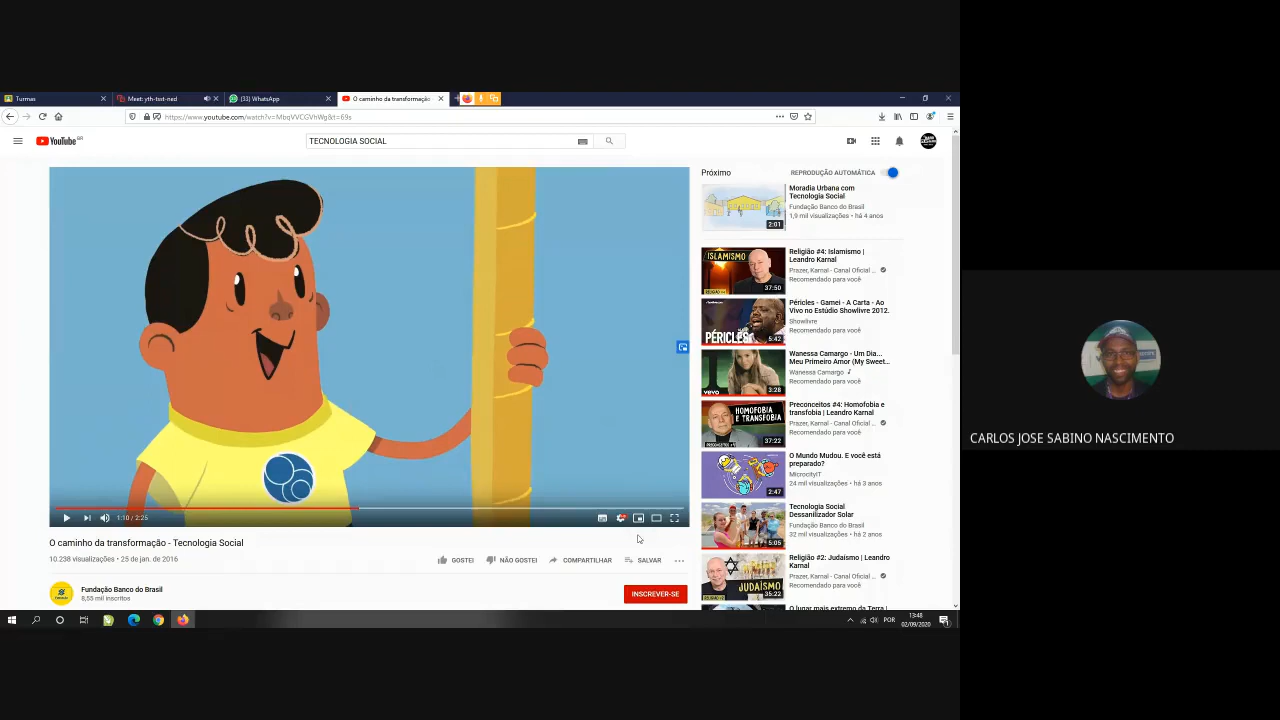 Turmas
Meet: yth-tsst-ned
(33) WhatsApp
O caminho da transformação
https://www.youtube.com/watch?v=MbqVVCGVhWg&t=69s
YouTube BR
TECNOLOGIA SOCIAL
Próximo
REPRODUÇÃO AUTOMÁTICA
2:01
Moradia Urbana com
Tecnologia Social
Fundação Banco do Brasil
1,9 mil visualizações • há 4 anos
ISLAMISMO
37:50
Religião #4: Islamismo |
Leandro Karnal
Prazer, Karnal - Canal Oficial ...
Recomendado para você
PÉRICLES
5:42
Péricles - Gamei - A Carta - Ao
Vivo no Estúdio Showlivre 2012.
Showlivre
Recomendado para você
vevo
3:28
Wanessa Camargo - Um Dia...
Meu Primeiro Amor (My Sweet...
Wanessa Camargo
Recomendado para você
HOMOFOBIA
E TRANSFOBIA
37:22
Preconceitos #4: Homofobia e
transfobia | Leandro Karnal
Prazer, Karnal - Canal Oficial ...
Recomendado para você
2:47
O Mundo Mudou. E você está
preparado?
MicrocityIT
24 mil visualizações • há 3 anos
5:05
Tecnologia Social
Dessanilizador Solar
Fundação Banco do Brasil
32 mil visualizações • há 2 anos
JUDAÍSMO
35:22
Religião #2: Judaísmo | Leandro
Karnal
Prazer, Karnal - Canal Oficial ...
Recomendado para você
O lugar mais extremo da Terra |
1:10 / 2:25
O caminho da transformação - Tecnologia Social
10.238 visualizações • 25 de jan. de 2016
GOSTEI
NÃO GOSTEI
COMPARTILHAR
SALVAR
Fundação Banco do Brasil
8,55 mil inscritos
INSCREVER-SE
POR
13:48
02/09/2020
CARLOS JOSE SABINO NASCIMENTO